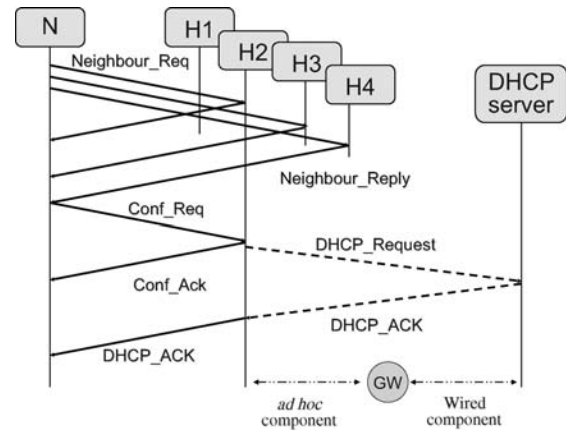 N
H1
H2
H3
H4
DHCP
server
Neighbour_Req
Neighbour_Reply
Conf_Req
DHCP_Request
Conf_Ack
DHCP_ACK
DHCP_ACK
GW
ad hoc
component
Wired
component